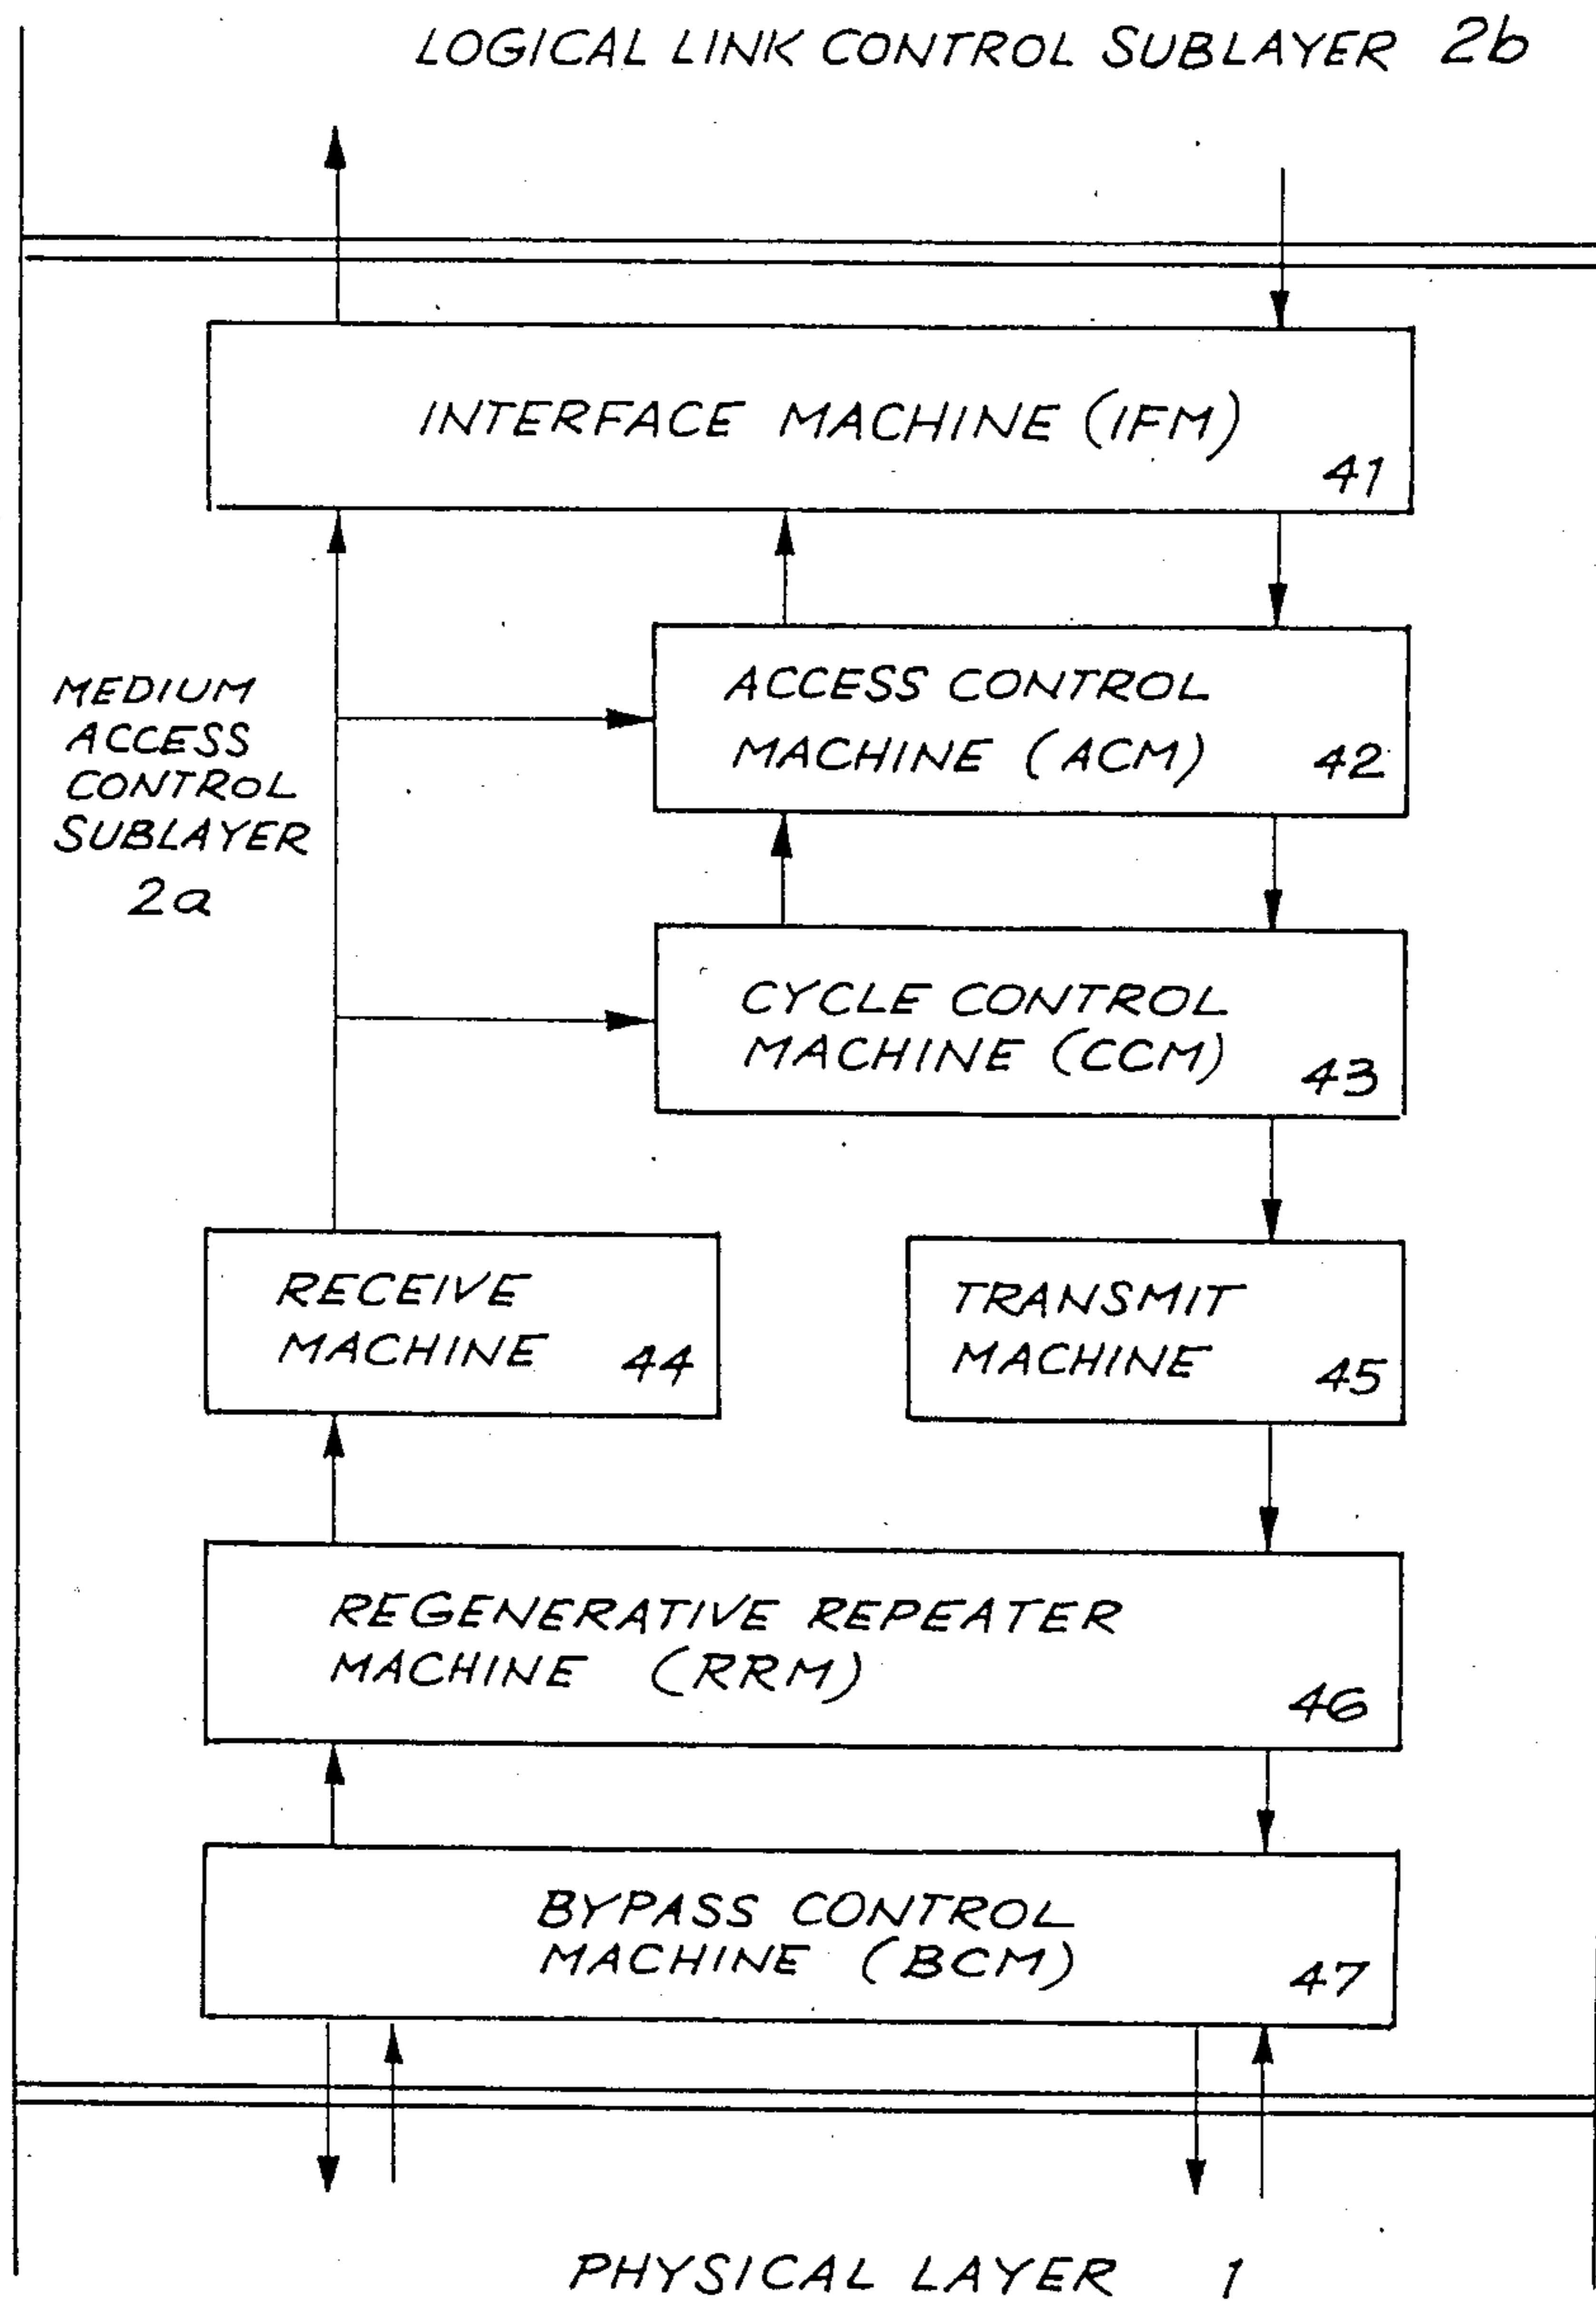 LOGICAL LINK CONTROL SUBLAYER 2b
INTERFACE MACHINE (IFM)
41
MEDIUM
ACCESS
CONTROL
SUBLAYER
2a
ACCESS CONTROL
MACHINE (ACM) 42
CYCLE CONTROL
MACHINE (CCM) 43
RECEIVE
MACHINE 44
TRANSMIT
MACHINE 45
REGENERATIVE REPEATER
MACHINE (RRM)
46
BYPASS CONTROL
MACHINE (BCM)
47
PHYSICAL LAYER 1